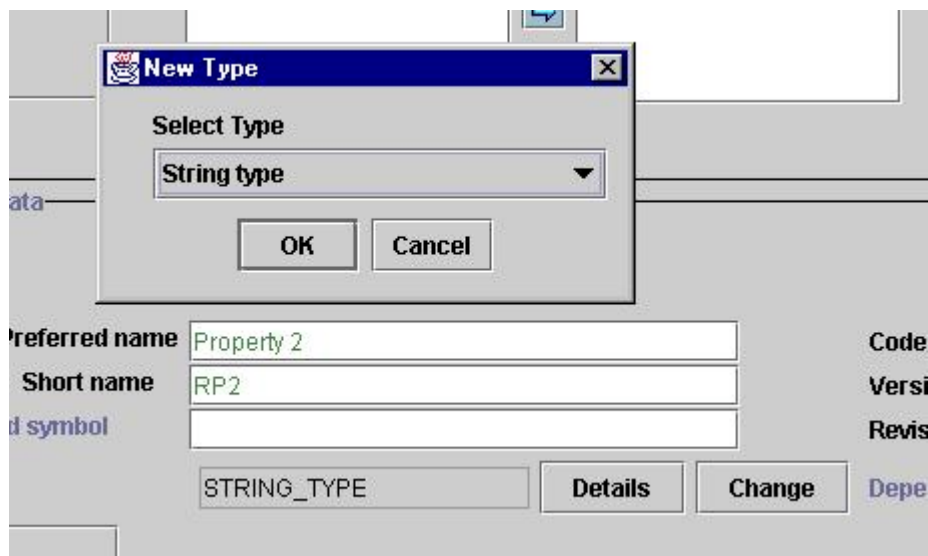 New Type
Select Type
String type
OK Cancel
ata
Preferred name Property 2 Code
Short name RP2 Versi
d symbol Revis
STRING_TYPE Details Change Depe